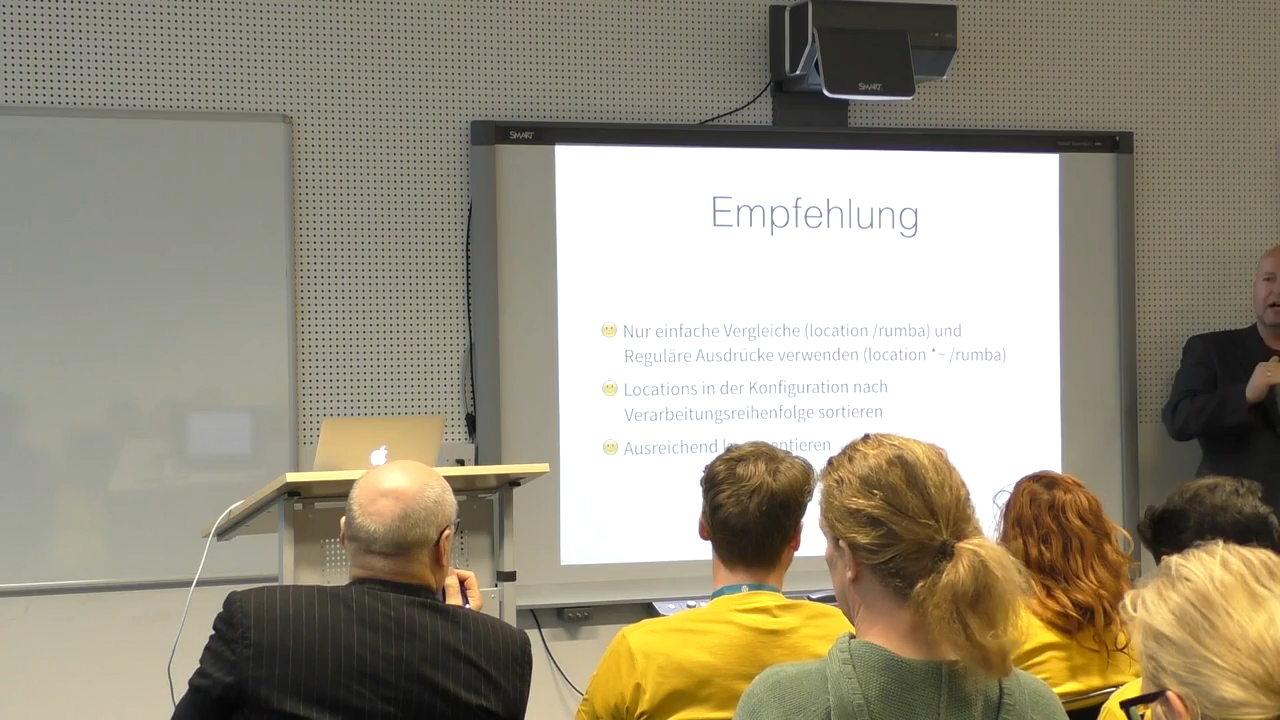 SMART
SMART
Empfehlung
Nur einfache Vergleiche (location /rumba) und
Reguläre Ausdrücke verwenden (location *~ /rumba)
Locations in der Konfiguration nach
Verarbeitungsreihenfolge sortieren
Ausreichend